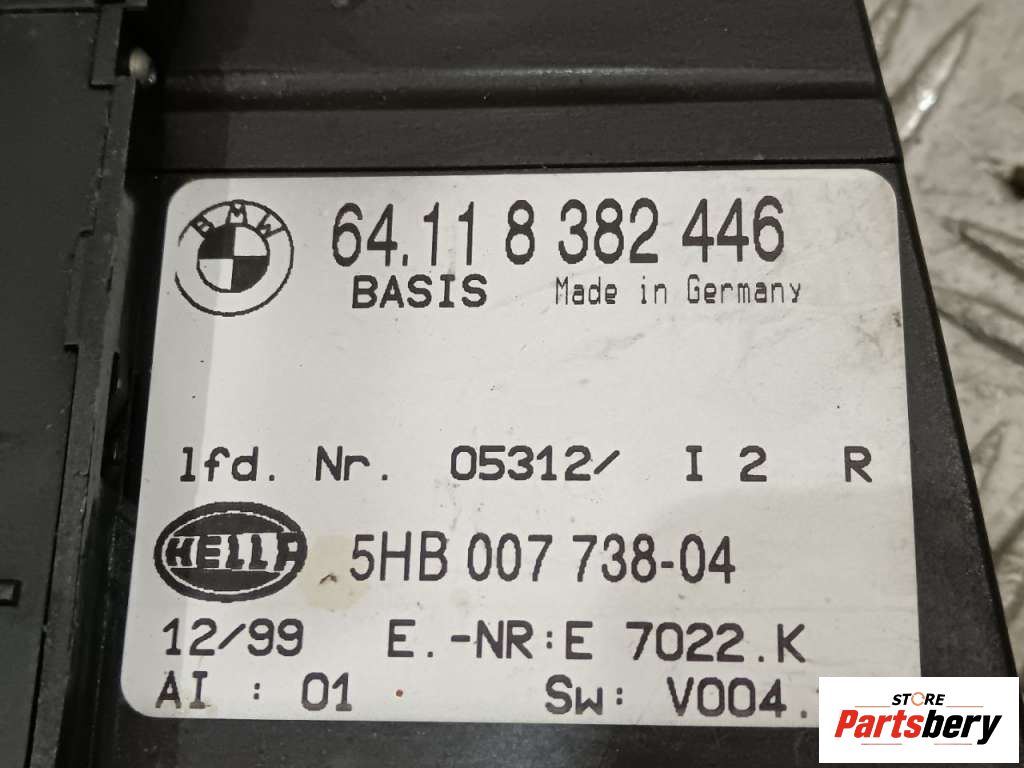 BMW
64.11 8 382 446
BASIS Made in Germany
lfd. Nr. 05312/ I 2 R
HELLA 5HB 007 738-04
12/99 E.-NR:E 7022.K
AI : 01 Sw: V004.
STORE
Partsbery